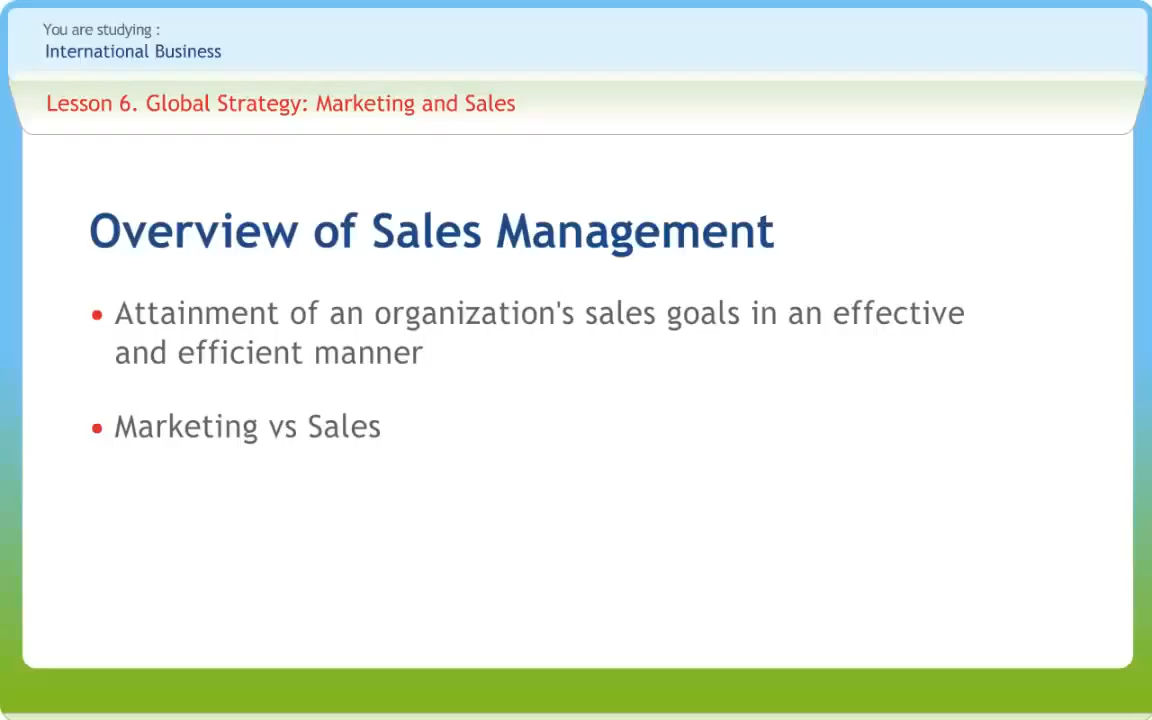 You are studying :
International Business
Lesson 6. Global Strategy: Marketing and Sales
Overview of Sales Management
• Attainment of an organization's sales goals in an effective
and efficient manner
• Marketing vs Sales